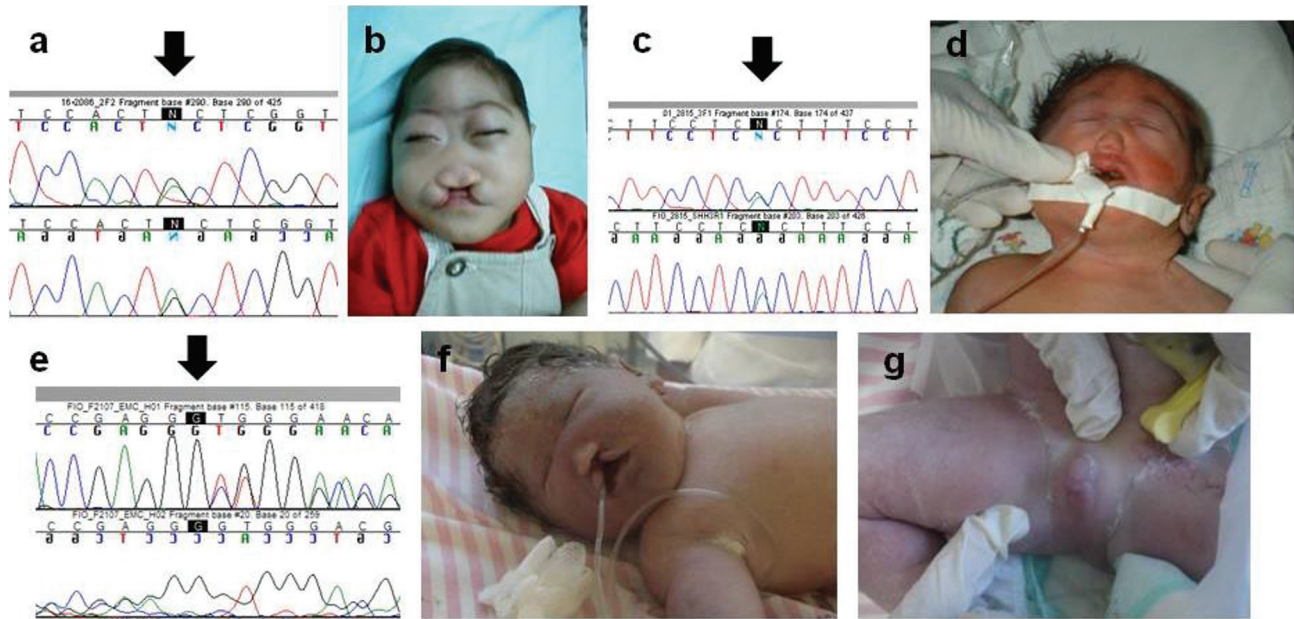 a
16-2086_2F2 Fragment base #290. Base 290 of 425
T C C A C T N C T C G G T
T C C A C T N C T C G G T
T C C A C T N C T C G G T
b
c
01_2815_3F1 Fragment base #174. Base 174 of 437
C T T C C T C N C T T T C C T
C T T C C T C N C T T T C C T
FIO_2815_SHH3R1 Fragment base #203. Base 203 of 426
C T T C C T C N C T T T C C T
d
e
FIO_F2107_EMC_H01 Fragment base #115. Base 115 of 418
C C G A G G G T G G G A A C A
C C G A G G G T G G G A A C A
FIO_F2107_EMC_H02 Fragment base #20. Base 20 of 259
C C G A G G G G T G G G A C G
f
g